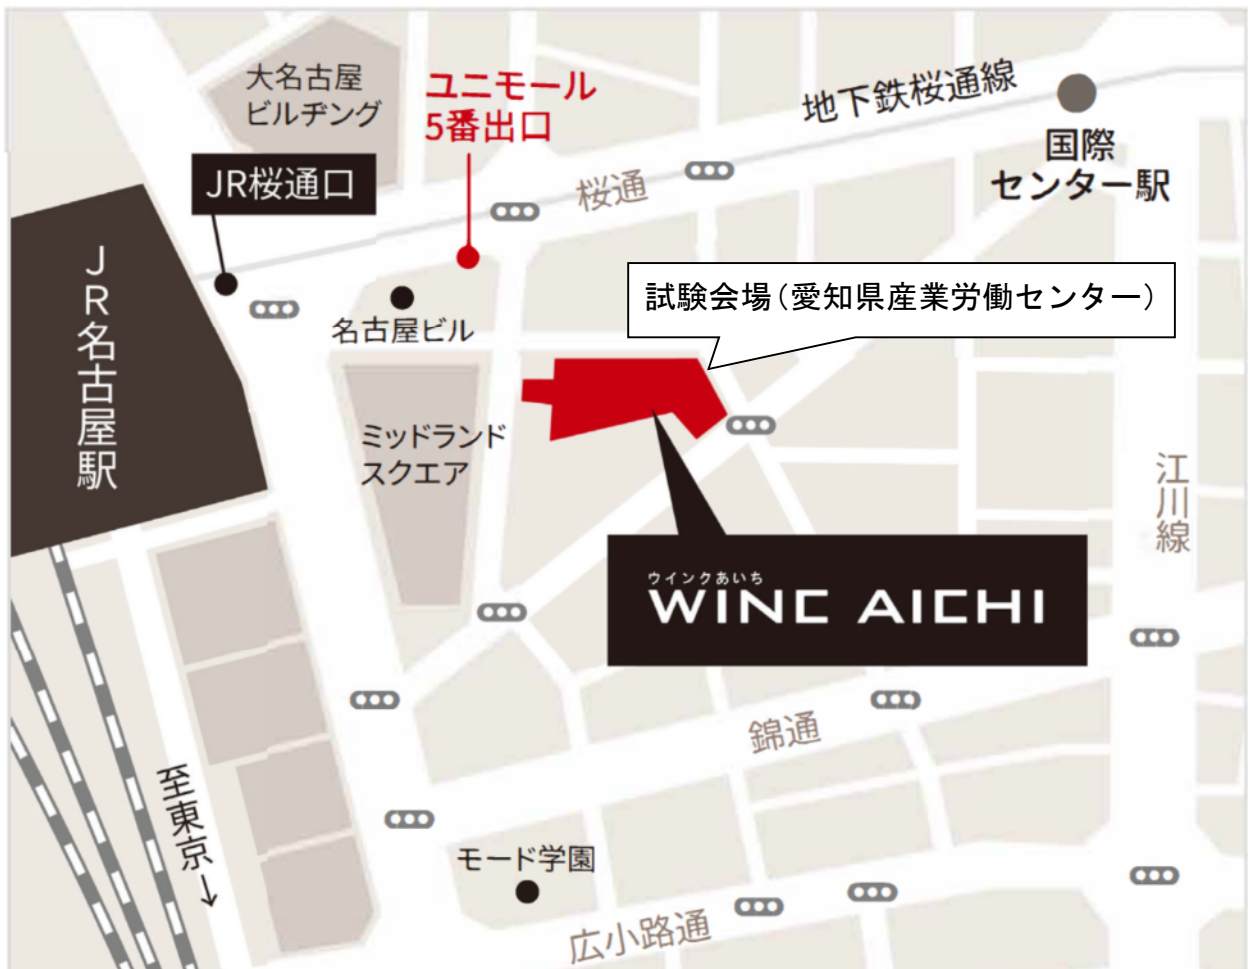 大名古屋
ビルヂング
ユニモール
5番出口
地下鉄桜通線
国際
センター駅
JR桜通口
桜通
JR名古屋駅
名古屋ビル
試験会場(愛知県産業労働センター)
ミッドランド
スクエア
江川線
ウインクあいち
WINC AICHI
錦通
至東京→
モード学園
広小路通